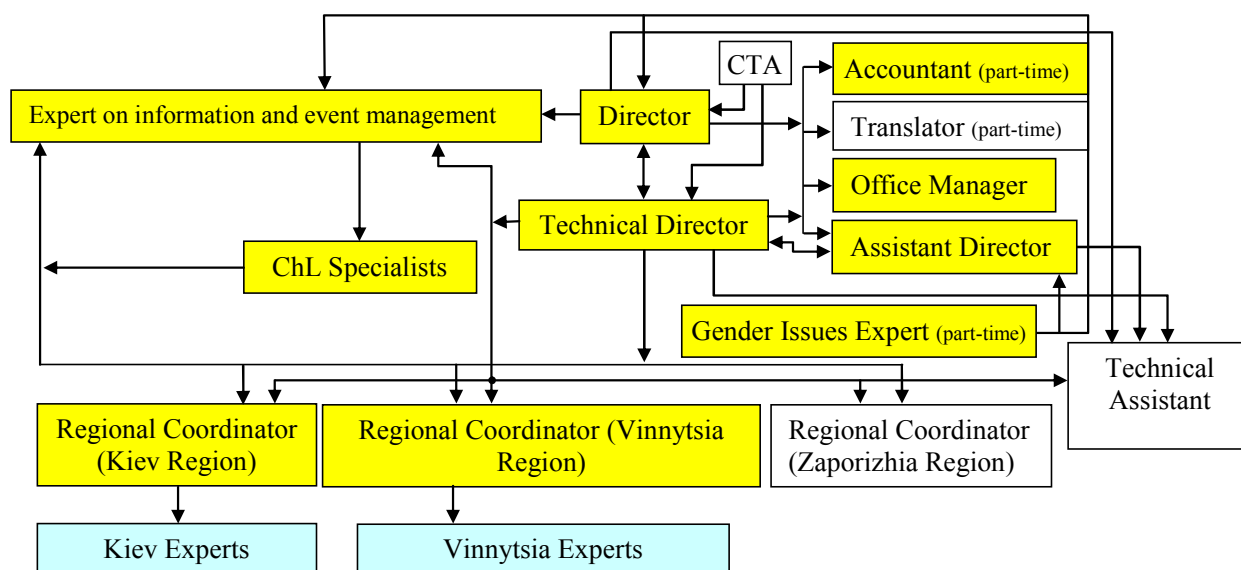 CTA
Accountant (part-time)
Expert on information and event management
Director
Translator (part-time)
Office Manager
Technical Director
Assistant Director
ChL Specialists
Gender Issues Expert (part-time)
Technical
Assistant
Regional Coordinator
(Kiev Region)
Regional Coordinator (Vinnytsia
Region)
Regional Coordinator
(Zaporizhia Region)
Kiev Experts
Vinnytsia Experts